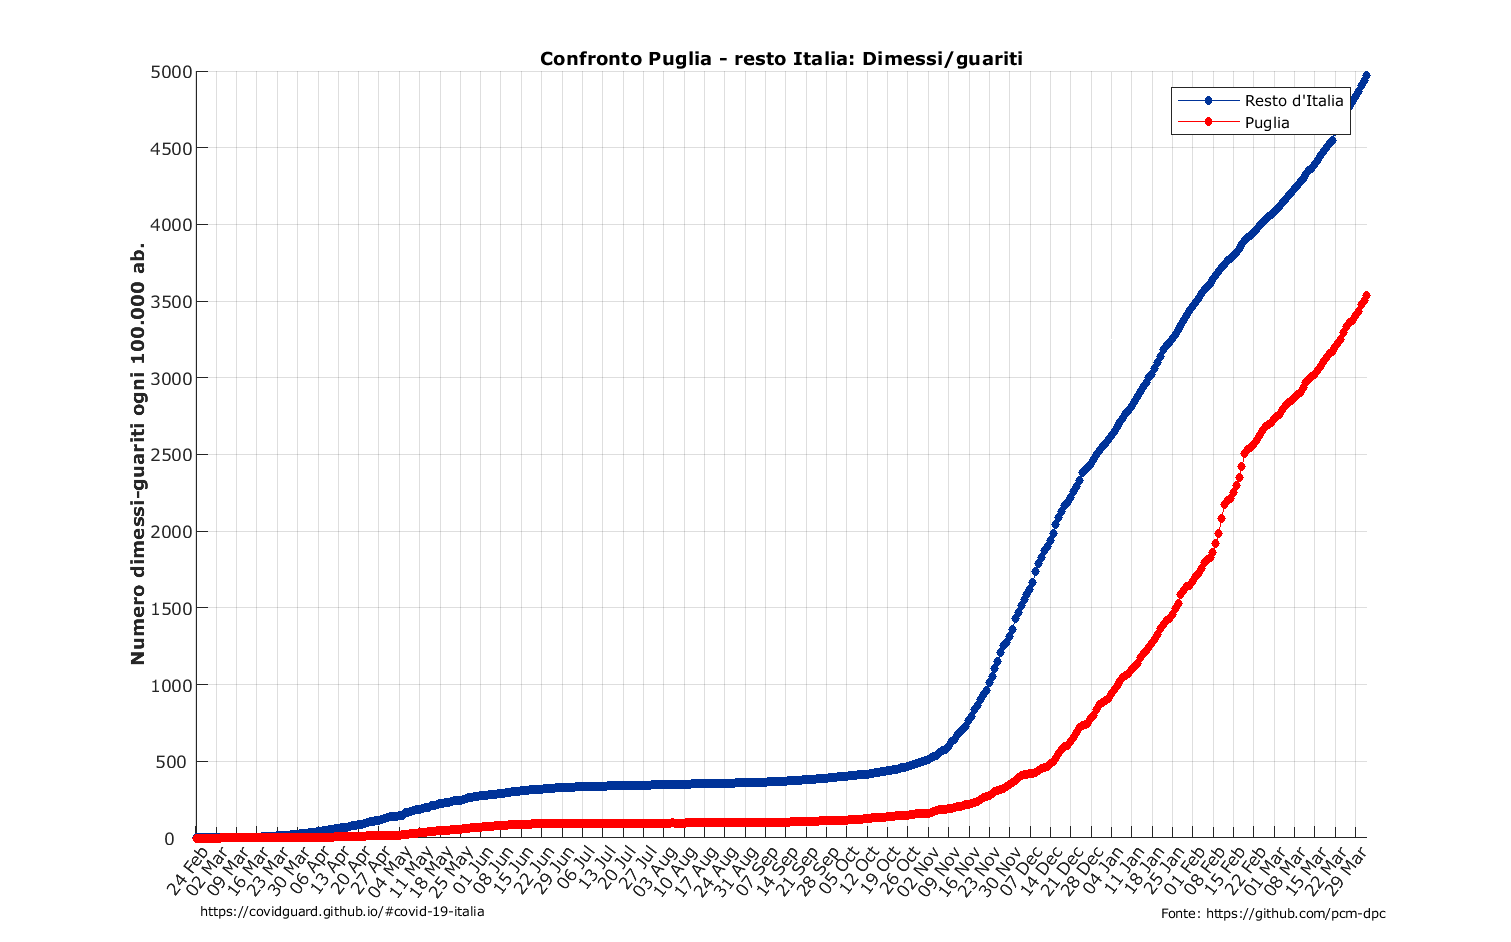 Confronto Puglia - resto Italia: Dimessi/guariti
Numero dimessi-guariti ogni 100.000 ab.
5000
4500
4000
3500
3000
2500
2000
1500
1000
500
0
Resto d'Italia
Puglia
24 Feb
02 Mar
09 Mar
16 Mar
23 Mar
30 Mar
06 Apr
13 Apr
20 Apr
27 Apr
04 May
11 May
18 May
25 May
01 Jun
08 Jun
15 Jun
22 Jun
29 Jun
06 Jul
13 Jul
20 Jul
27 Jul
03 Aug
10 Aug
17 Aug
24 Aug
31 Aug
07 Sep
14 Sep
21 Sep
28 Sep
05 Oct
12 Oct
19 Oct
26 Oct
02 Nov
09 Nov
16 Nov
23 Nov
30 Nov
07 Dec
14 Dec
21 Dec
28 Dec
04 Jan
11 Jan
18 Jan
25 Jan
01 Feb
08 Feb
15 Feb
22 Feb
01 Mar
08 Mar
15 Mar
22 Mar
29 Mar
https://covidguard.github.io/#covid-19-italia
Fonte: https://github.com/pcm-dpc